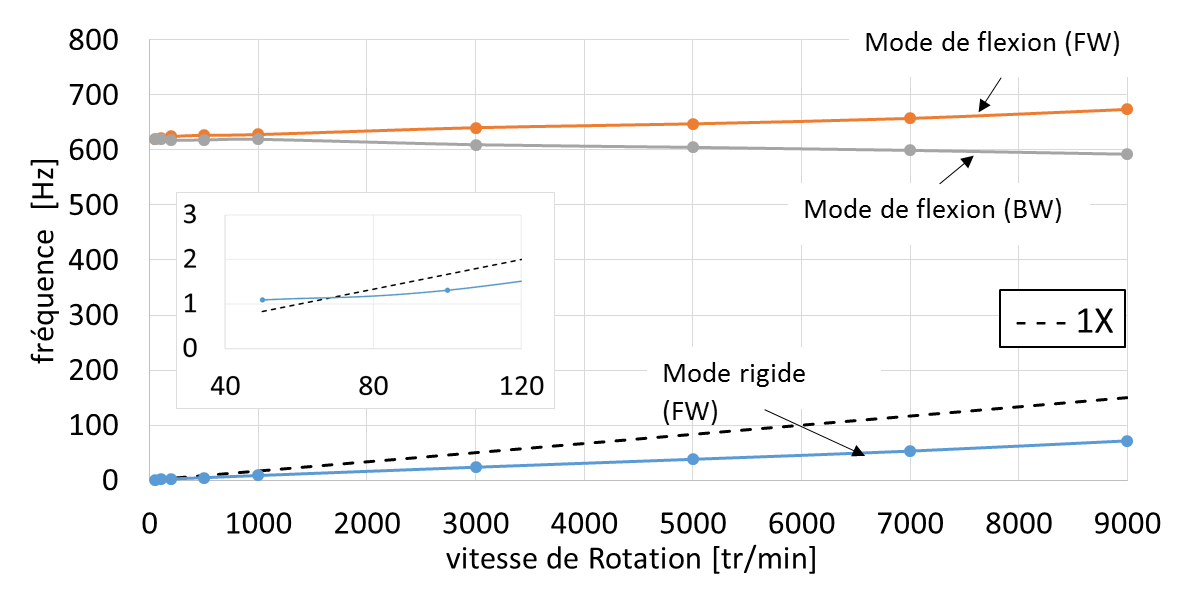 800
Mode de flexion (FW)
700
600
500
Mode de flexion (BW)
400
300
200
100
0
fréquence [Hz]
3
2
1
0
40 80 120
1X
Mode rigide
(FW)
0 1000 2000 3000 4000 5000 6000 7000 8000 9000
vitesse de Rotation [tr/min]